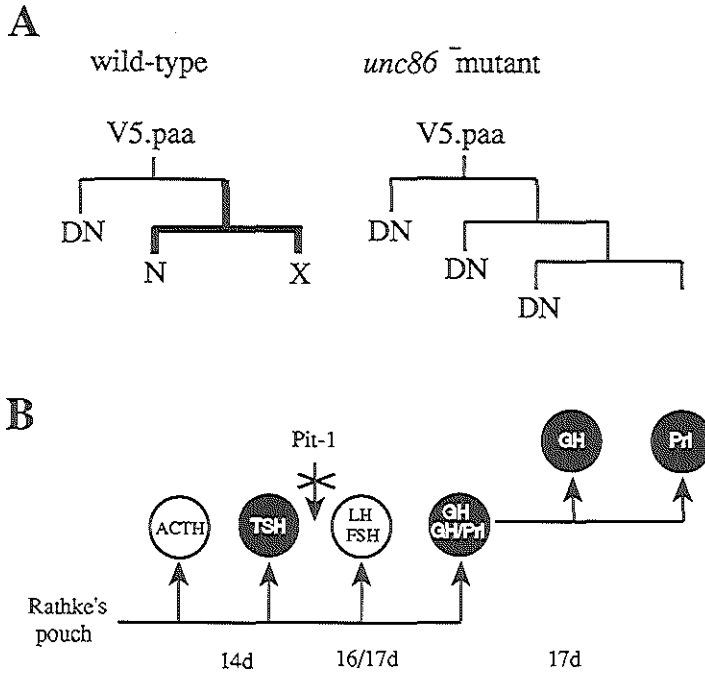 A
wild-type
unc86 ⁻mutant
V5.paa
V5.paa
DN
N
X
DN
DN
DN
B
Pit-1
GH
Prl
ACTH
TSH
LH
FSH
GH
GH/Prl
Rathke's
pouch
14d
16/17d
17d